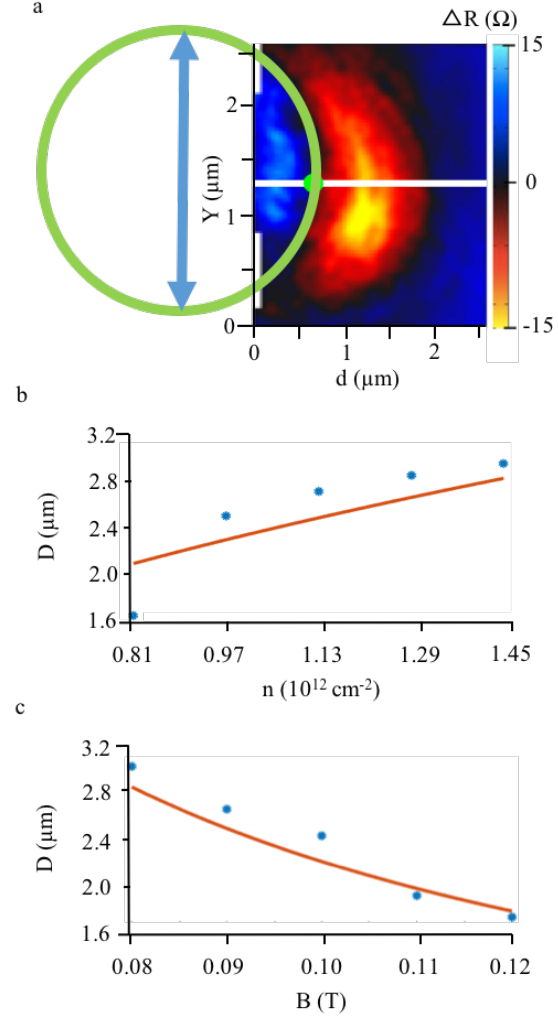 a
ΔR (Ω)
15
0
-15
Y (µm)
2
1
0
0
1
2
d (µm)
b
D (µm)
3.2
2.8
2.4
2.0
1.6
0.81
0.97
1.13
1.29
1.45
n (10¹² cm⁻²)
c
D (µm)
3.2
2.8
2.4
2.0
1.6
0.08
0.09
0.10
0.11
0.12
B (T)